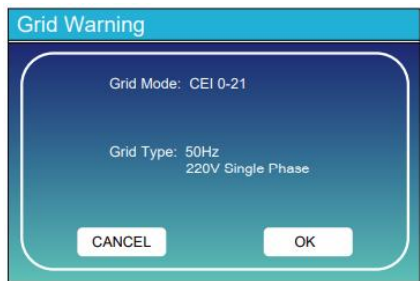 Grid Warning
Grid Mode: CEI 0-21
Grid Type: 50Hz
220V Single Phase
CANCEL OK